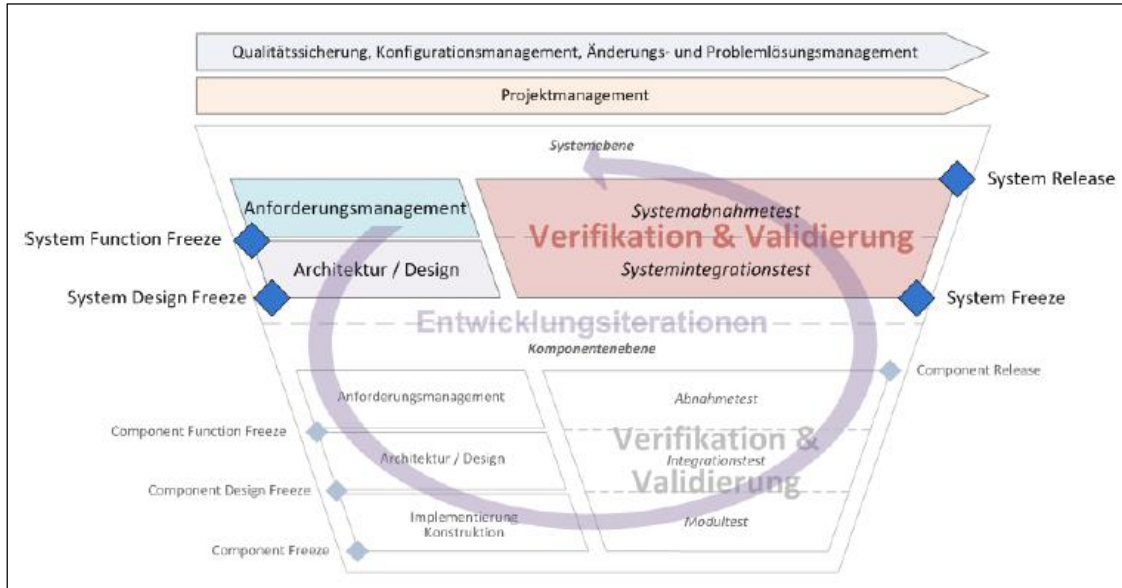 Qualitätssicherung, Konfigurationsmanagement, Änderungs- und Problemlösungsmanagement
Projektmanagement
Systemebene
System Release
Anforderungsmanagement
Systemabnahmetest
System Function Freeze
Verifikation & Validierung
Architektur / Design
Systemintegrationstest
System Design Freeze
System Freeze
Entwicklungsiterationen
Komponentenebene
Component Release
Anforderungsmanagement
Abnahmetest
Component Function Freeze
Verifikation &
Architektur / Design
Integrationstest
Validierung
Component Design Freeze
Implementierung
Konstruktion
Modultest
Component Freeze